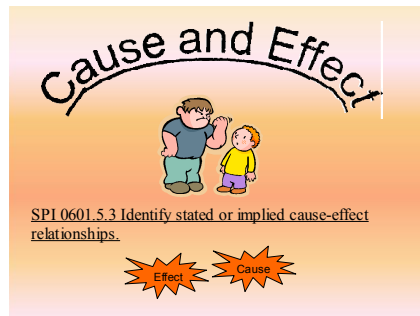 Cause and Effect
SPI 0601.5.3 Identify stated or implied cause-effect
relationships.
Effect
Cause